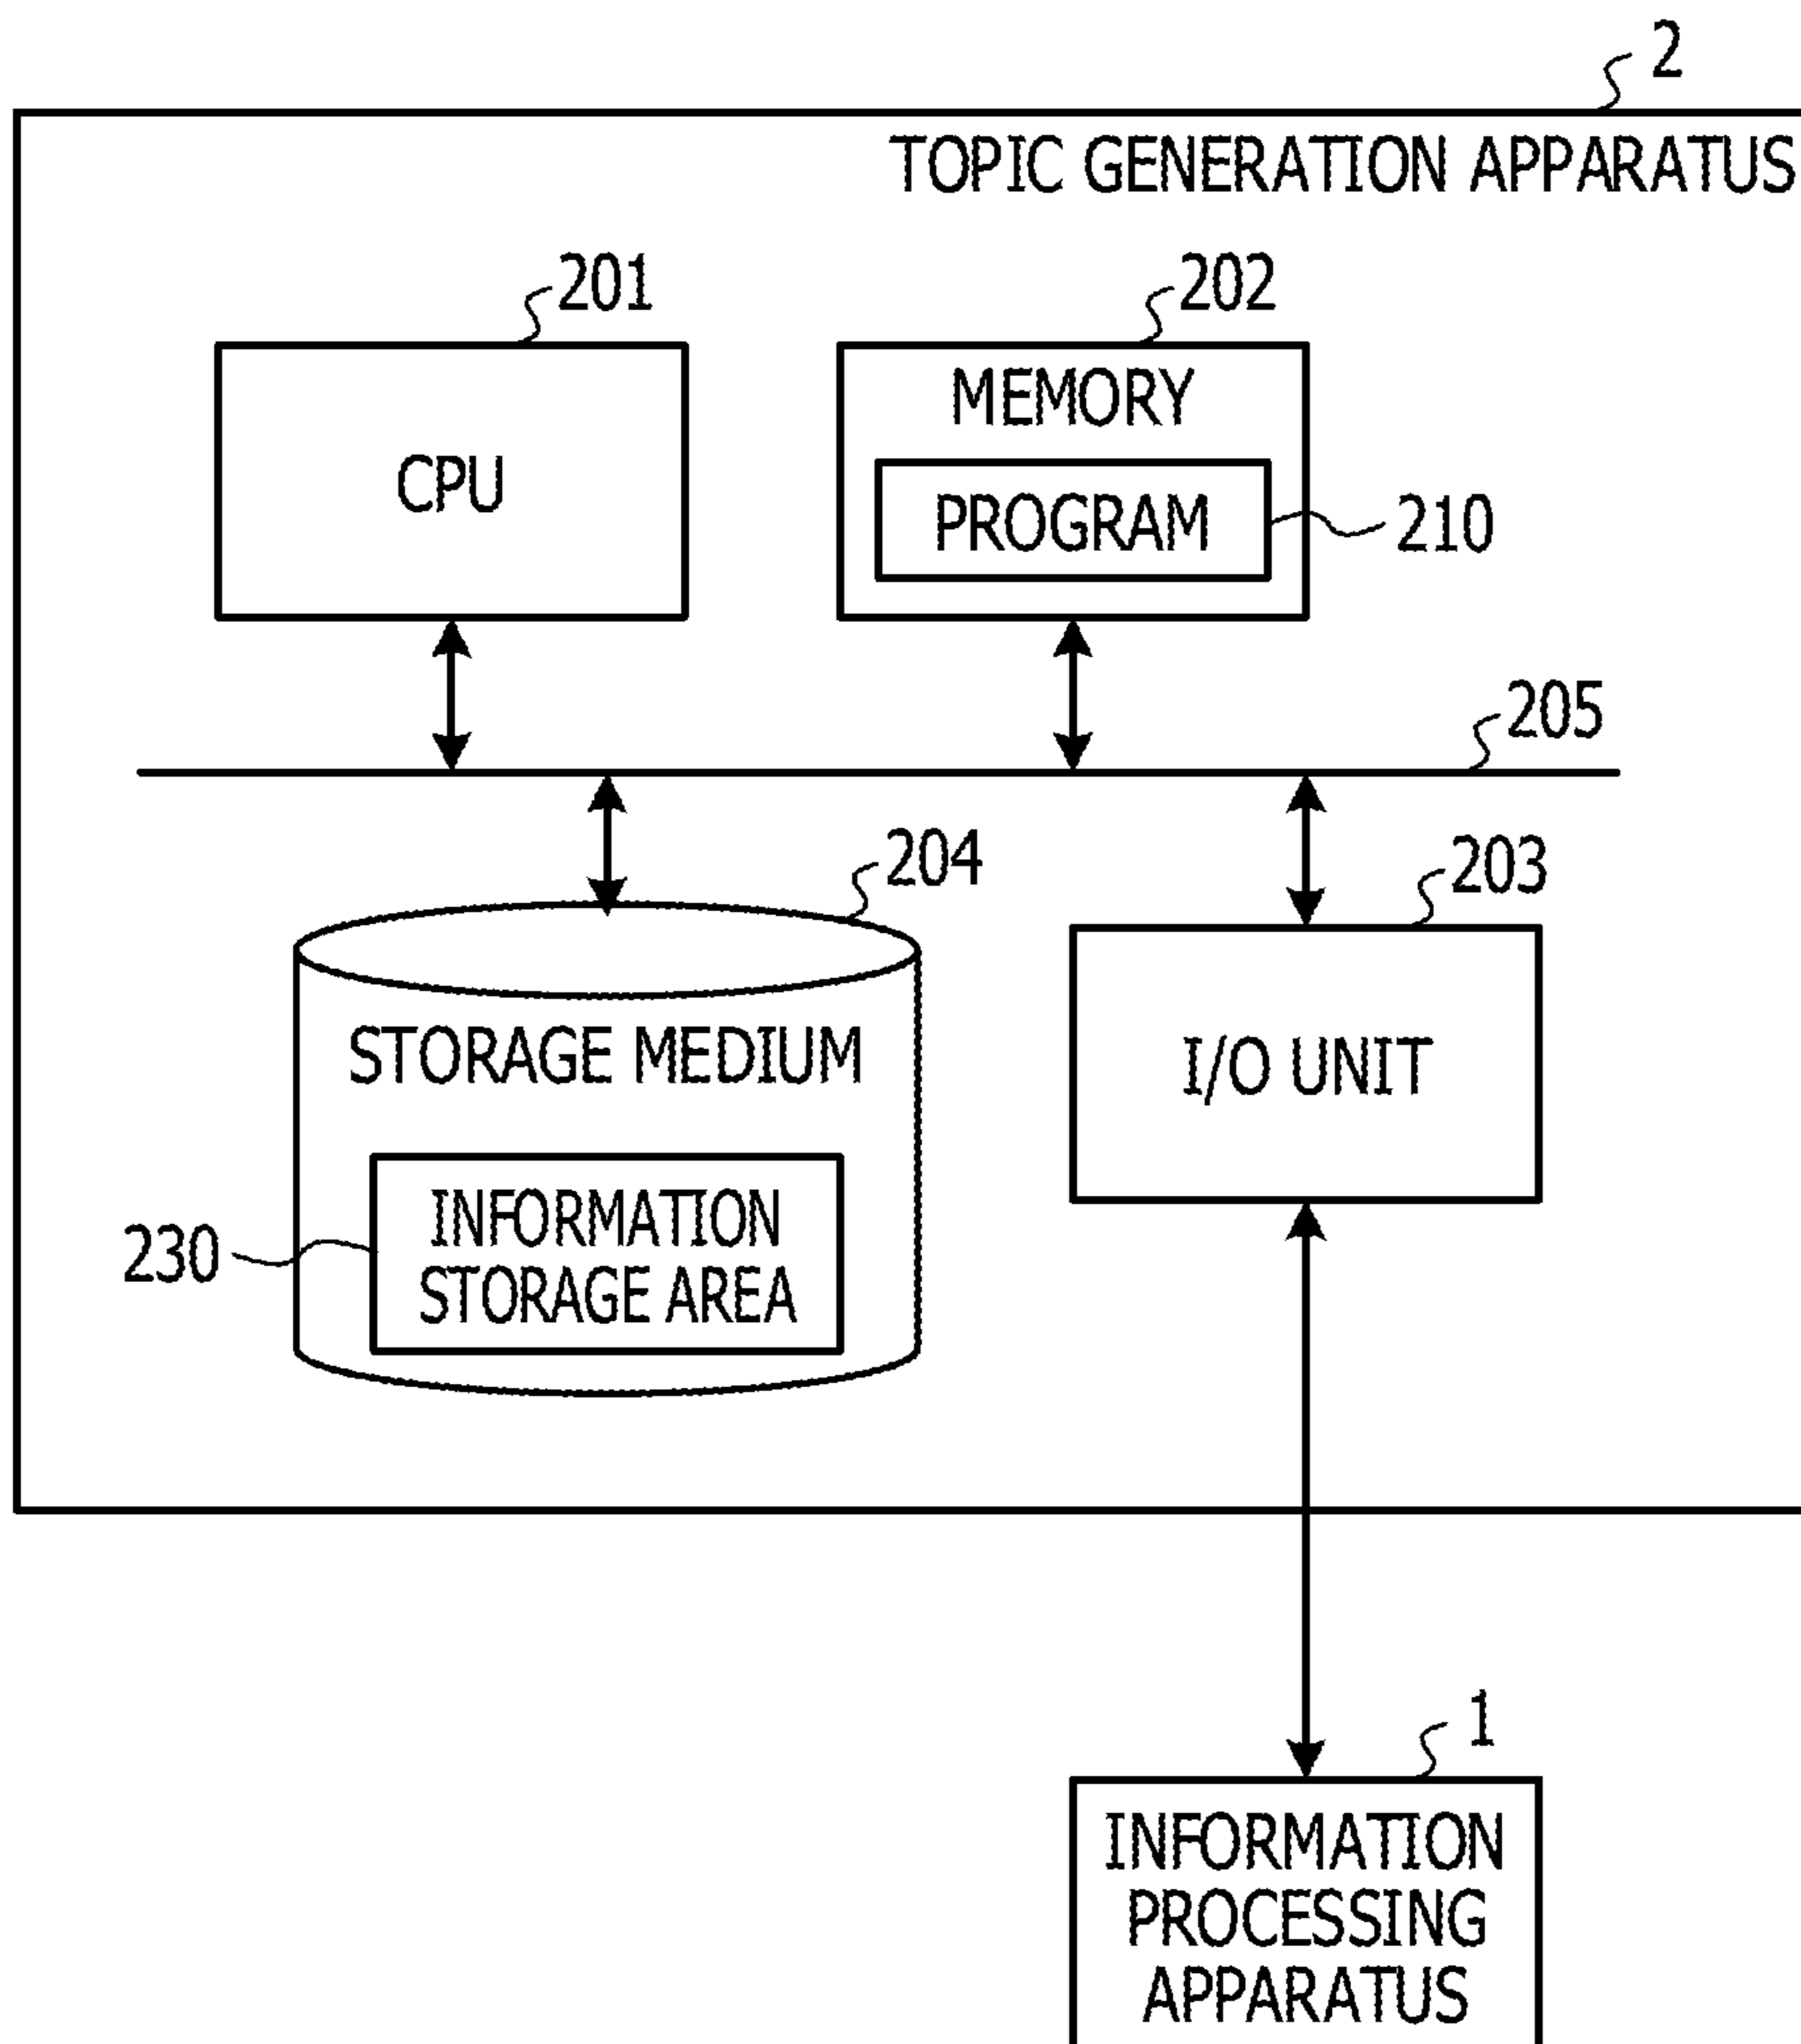 2
TOPIC GENERATION APPARATUS
201
202
CPU
MEMORY
PROGRAM
210
205
204
203
STORAGE MEDIUM
I/O UNIT
230
INFORMATION
STORAGE AREA
1
INFORMATION
PROCESSING
APPARATUS